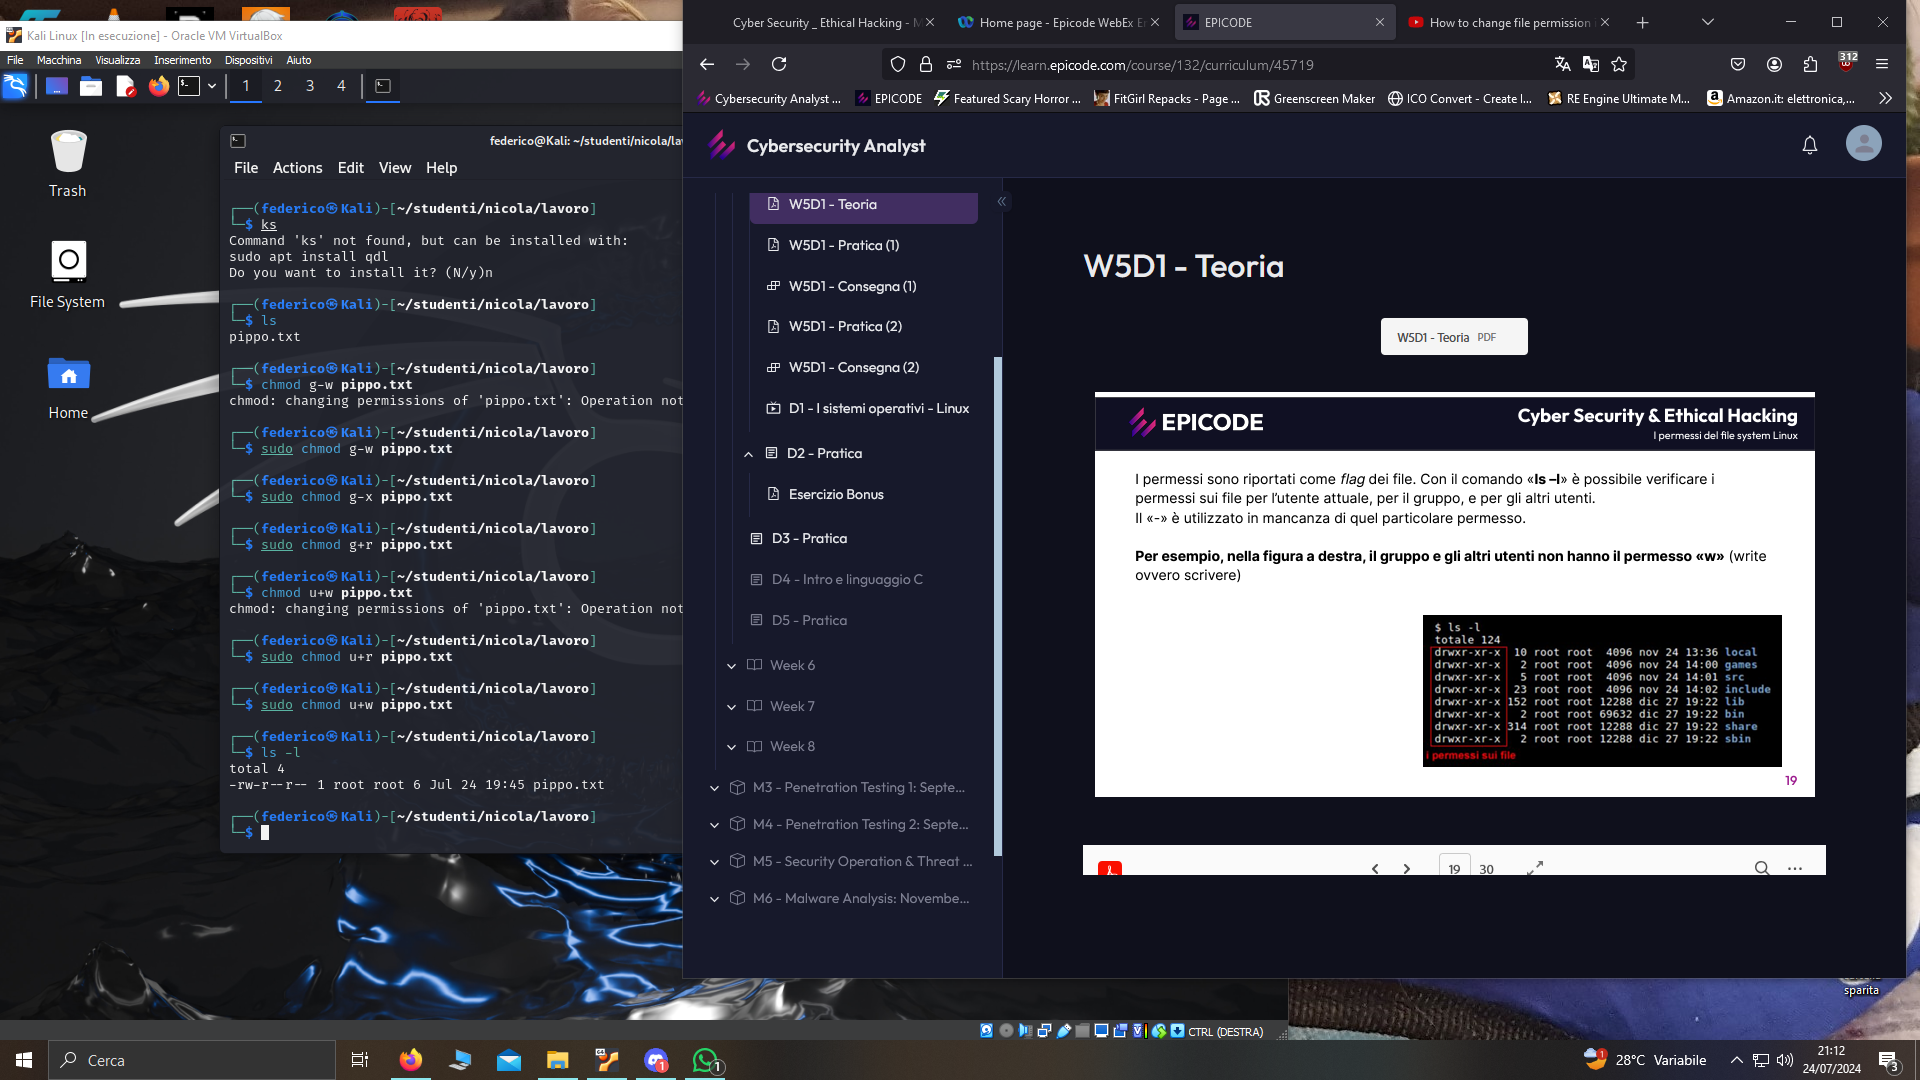 Kali Linux [In esecuzione] - Oracle VM VirtualBox
File Macchina Visualizza Inserimento Dispositivi Aiuto
1 2 3 4
Trash
File System
Home
federico@Kali: ~/studenti/nicola/lav
File Actions Edit View Help
┌──(federico㉿Kali)-[~/studenti/nicola/lavoro]
└─$ ks
Command 'ks' not found, but can be installed with:
sudo apt install qdl
Do you want to install it? (N/y)n
┌──(federico㉿Kali)-[~/studenti/nicola/lavoro]
└─$ ls
pippo.txt
┌──(federico㉿Kali)-[~/studenti/nicola/lavoro]
└─$ chmod g-w pippo.txt
chmod: changing permissions of 'pippo.txt': Operation not
┌──(federico㉿Kali)-[~/studenti/nicola/lavoro]
└─$ sudo chmod g-w pippo.txt
┌──(federico㉿Kali)-[~/studenti/nicola/lavoro]
└─$ sudo chmod g-x pippo.txt
┌──(federico㉿Kali)-[~/studenti/nicola/lavoro]
└─$ sudo chmod g+r pippo.txt
┌──(federico㉿Kali)-[~/studenti/nicola/lavoro]
└─$ chmod u+w pippo.txt
chmod: changing permissions of 'pippo.txt': Operation not
┌──(federico㉿Kali)-[~/studenti/nicola/lavoro]
└─$ sudo chmod u+r pippo.txt
┌──(federico㉿Kali)-[~/studenti/nicola/lavoro]
└─$ sudo chmod u+w pippo.txt
┌──(federico㉿Kali)-[~/studenti/nicola/lavoro]
└─$ ls -l
total 4
-rw-r--r-- 1 root root 6 Jul 24 19:45 pippo.txt
┌──(federico㉿Kali)-[~/studenti/nicola/lavoro]
└─$
CTRL (DESTRA)
Cyber Security _ Ethical Hacking - M
Home page - Epicode WebEx En
EPICODE
How to change file permission
https://learn.epicode.com/course/132/curriculum/45719
312
Cybersecurity Analyst ...
EPICODE
Featured Scary Horror ...
FitGirl Repacks - Page ...
Greenscreen Maker
ICO Convert - Create I...
RE Engine Ultimate M...
Amazon.it: elettronica,...
Cybersecurity Analyst
W5D1 - Teoria
W5D1 - Pratica (1)
W5D1 - Consegna (1)
W5D1 - Pratica (2)
W5D1 - Consegna (2)
D1 - I sistemi operativi - Linux
D2 - Pratica
Esercizio Bonus
D3 - Pratica
D4 - Intro e linguaggio C
D5 - Pratica
Week 6
Week 7
Week 8
M3 - Penetration Testing 1: Septe...
M4 - Penetration Testing 2: Septe...
M5 - Security Operation & Threat ...
M6 - Malware Analysis: Novembe...
W5D1 - Teoria
W5D1 - Teoria PDF
EPICODE
Cyber Security & Ethical Hacking
I permessi del file system Linux
I permessi sono riportati come flag dei file. Con il comando «ls –l» è possibile verificare i
permessi sui file per l'utente attuale, per il gruppo, e per gli altri utenti.
Il «-» è utilizzato in mancanza di quel particolare permesso.
Per esempio, nella figura a destra, il gruppo e gli altri utenti non hanno il permesso «w» (write
ovvero scrivere)
$ ls -l
totale 124
drwxr-xr-x 10 root root 4096 nov 24 13:36 local
drwxr-xr-x 2 root root 4096 nov 24 14:00 games
drwxr-xr-x 5 root root 4096 nov 24 14:01 src
drwxr-xr-x 23 root root 4096 nov 24 14:02 include
drwxr-xr-x 152 root root 12288 dic 27 19:22 lib
drwxr-xr-x 2 root root 69632 dic 27 19:22 bin
drwxr-xr-x 314 root root 12288 dic 27 19:22 share
drwxr-xr-x 2 root root 12288 dic 27 19:22 sbin
i permessi sui file
19
19 30
sparita
Cerca
1
1
28°C Variabile
21:12
24/07/2024
3